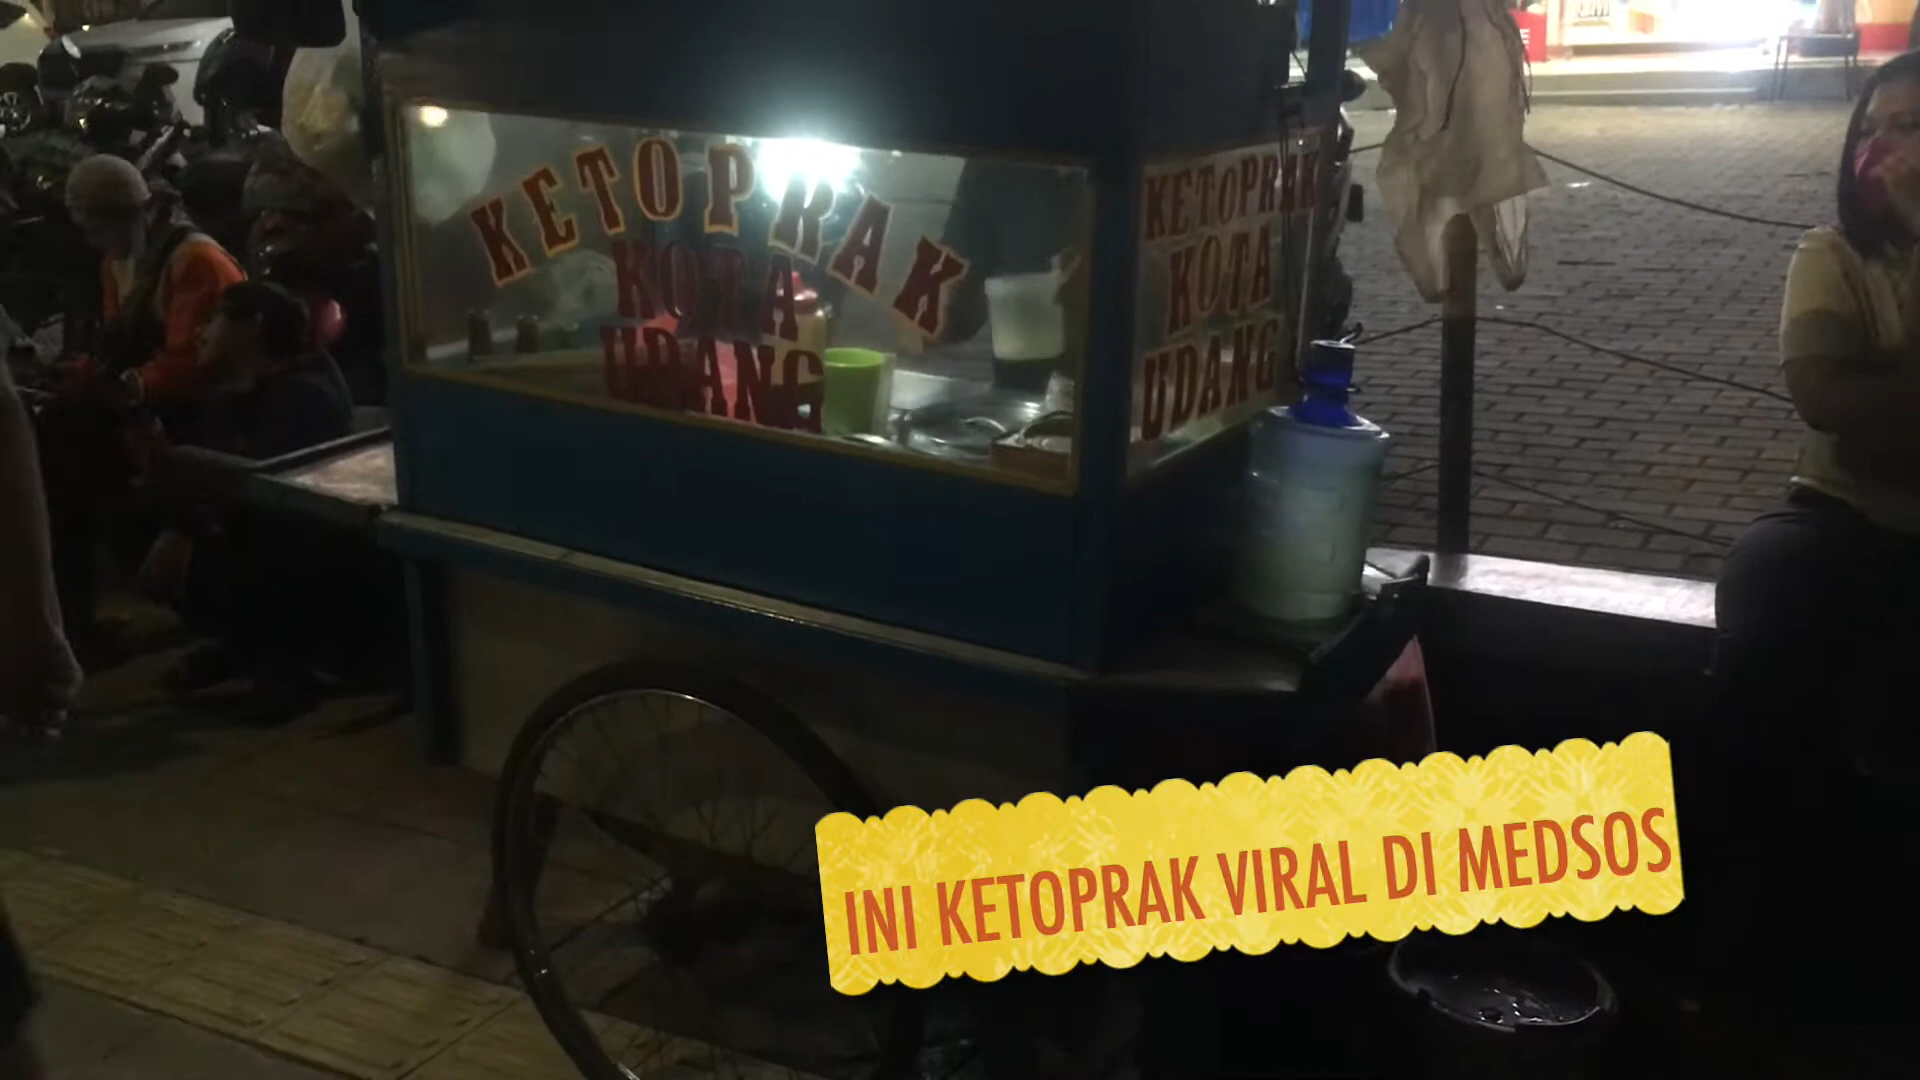 KETOPRAK
KOTA
UDANG
KETOPRAK
KOTA
UDANG
INI KETOPRAK VIRAL DI MEDSOS